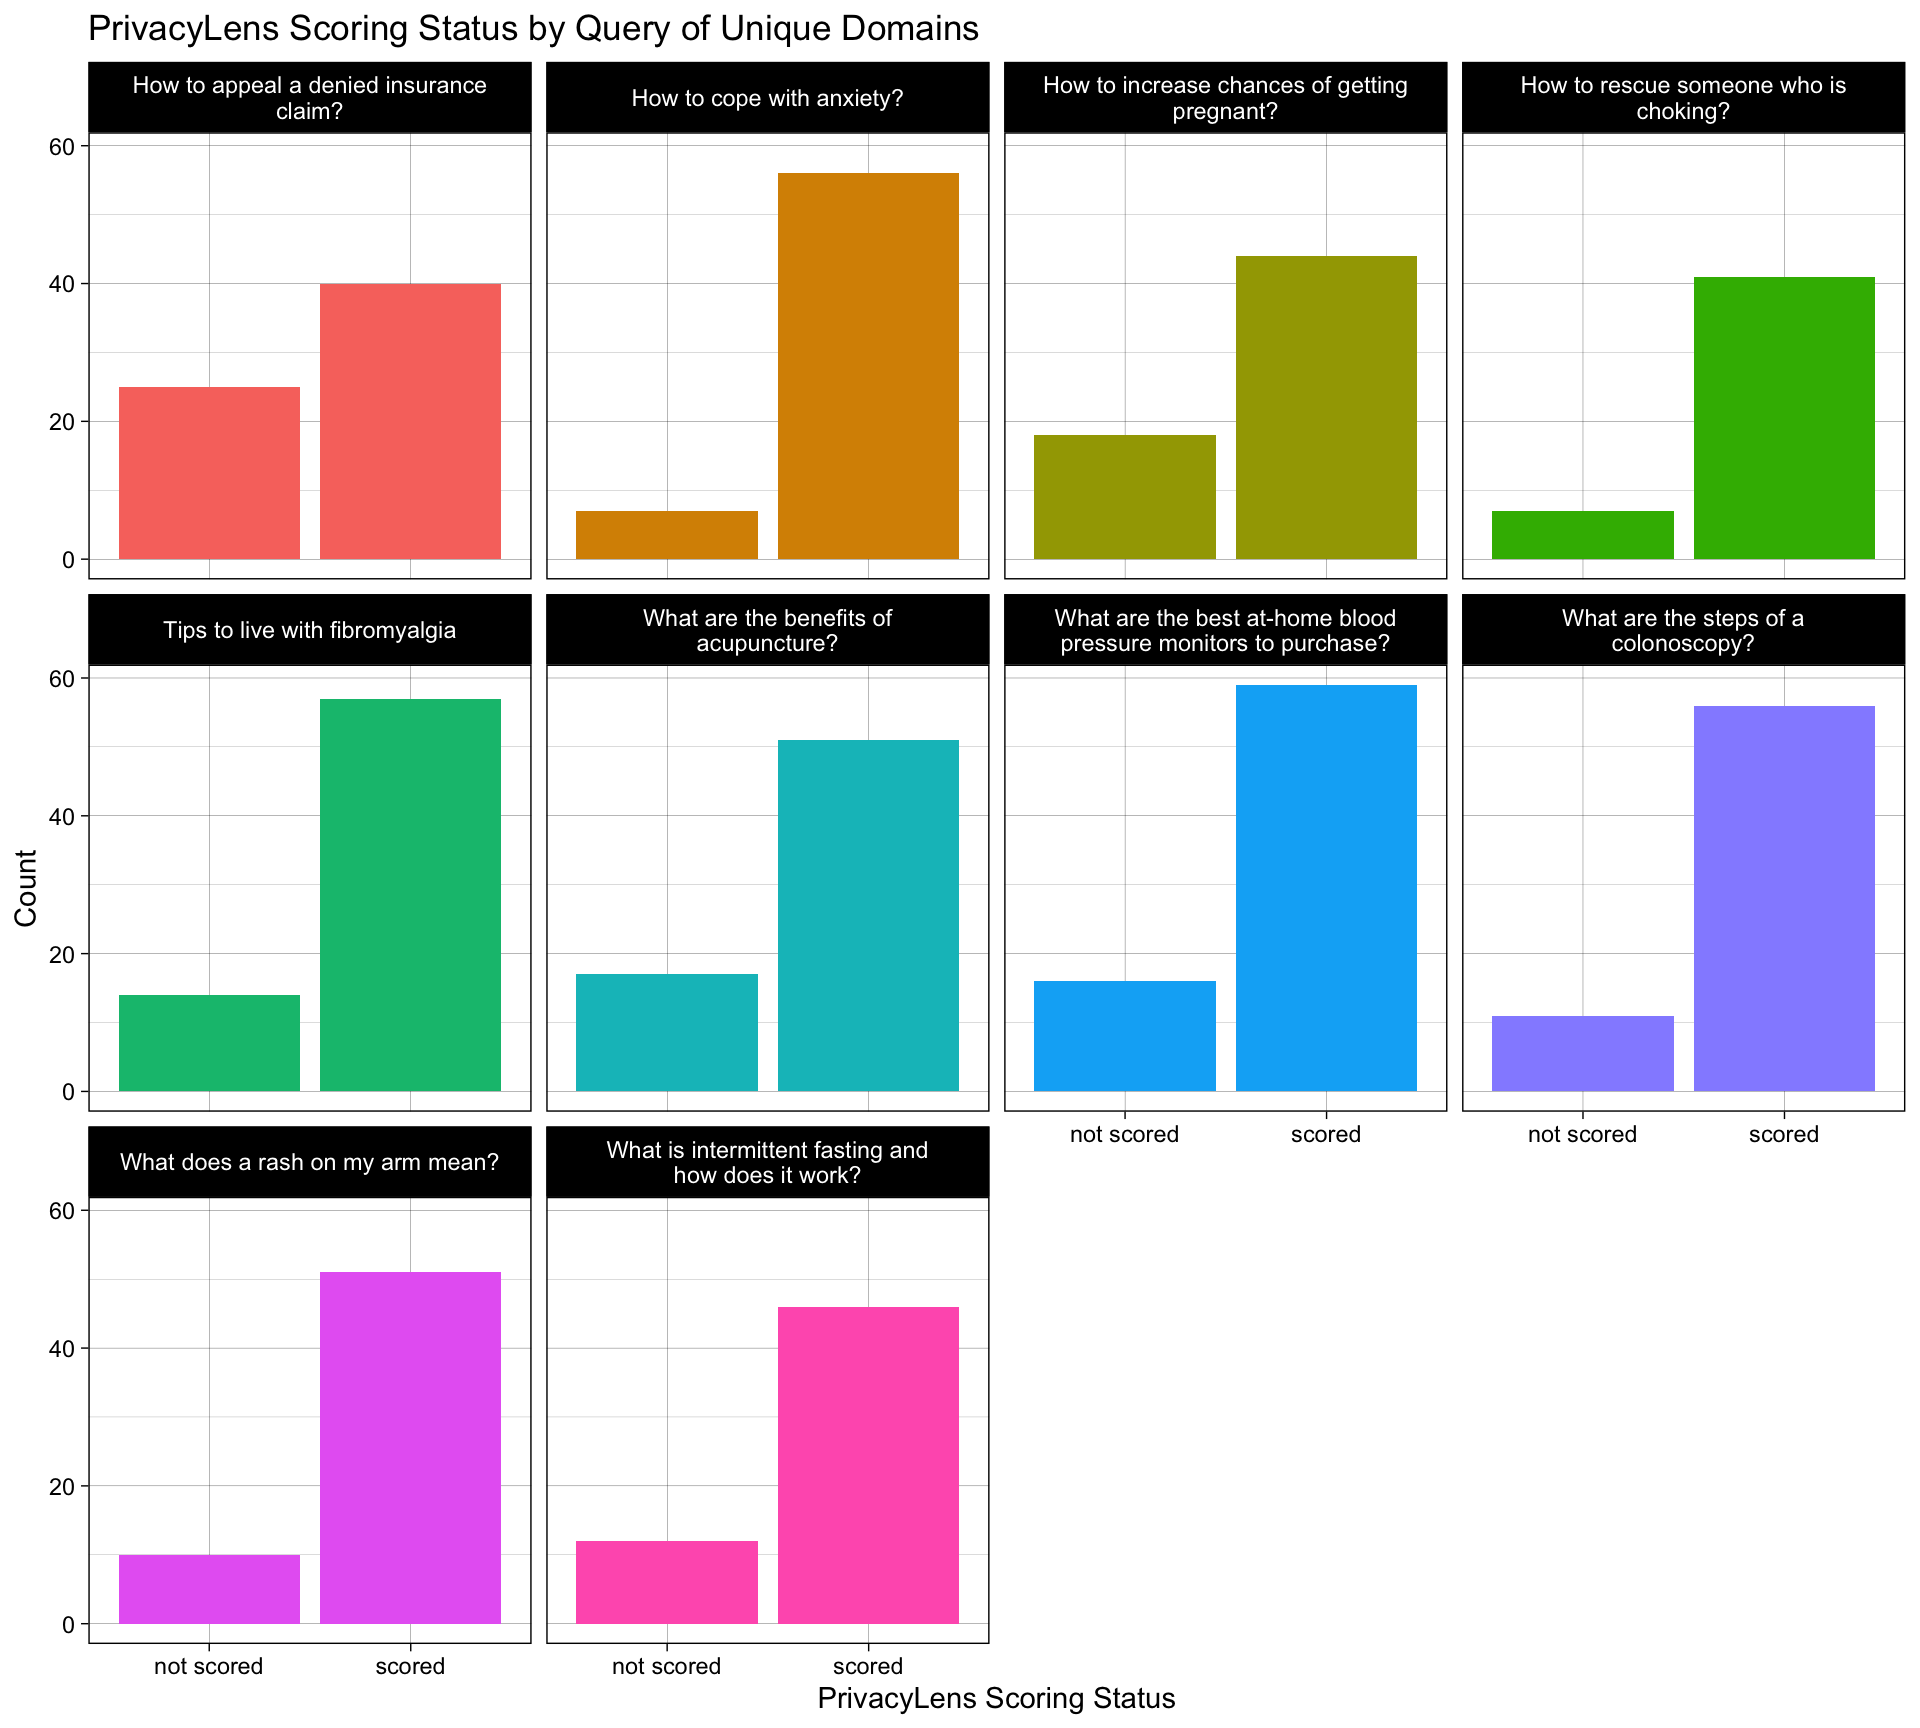 PrivacyLens Scoring Status by Query of Unique Domains
How to appeal a denied insurance
claim?
How to cope with anxiety?
How to increase chances of getting
pregnant?
How to rescue someone who is
choking?
60
40
20
0
Tips to live with fibromyalgia
What are the benefits of
acupuncture?
What are the best at-home blood
pressure monitors to purchase?
What are the steps of a
colonoscopy?
60
40
20
0
Count
not scored scored not scored scored
What does a rash on my arm mean?
What is intermittent fasting and
how does it work?
60
40
20
0
not scored scored not scored scored
PrivacyLens Scoring Status